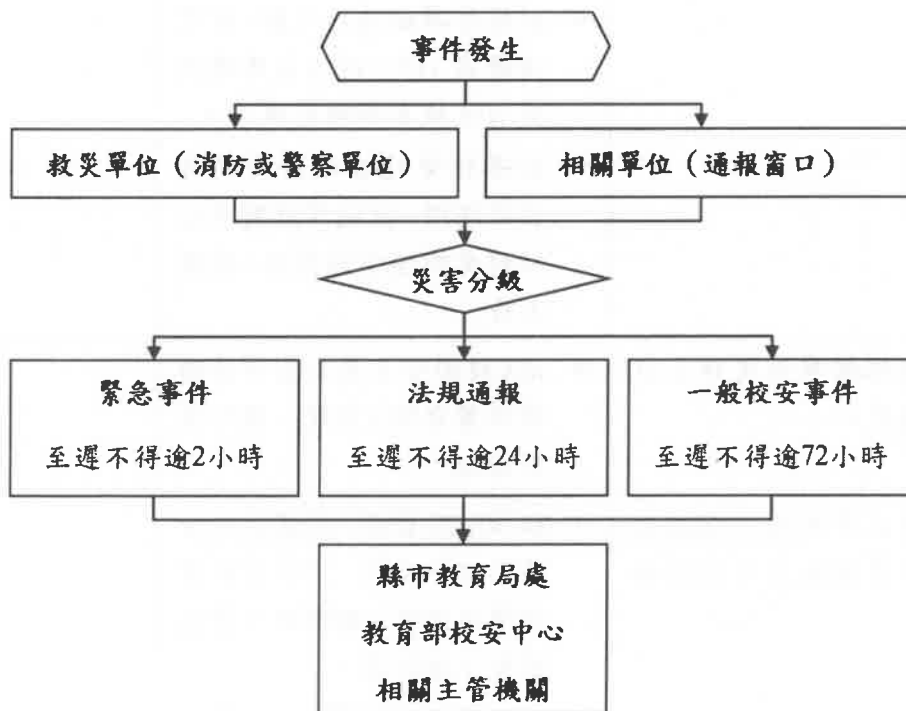 事件發生
救災單位（消防或警察單位）
相關單位（通報窗口）
災害分級
緊急事件
至遲不得逾2小時
法規通報
至遲不得逾24小時
一般校安事件
至遲不得逾72小時
縣市教育局處
教育部校安中心
相關主管機關